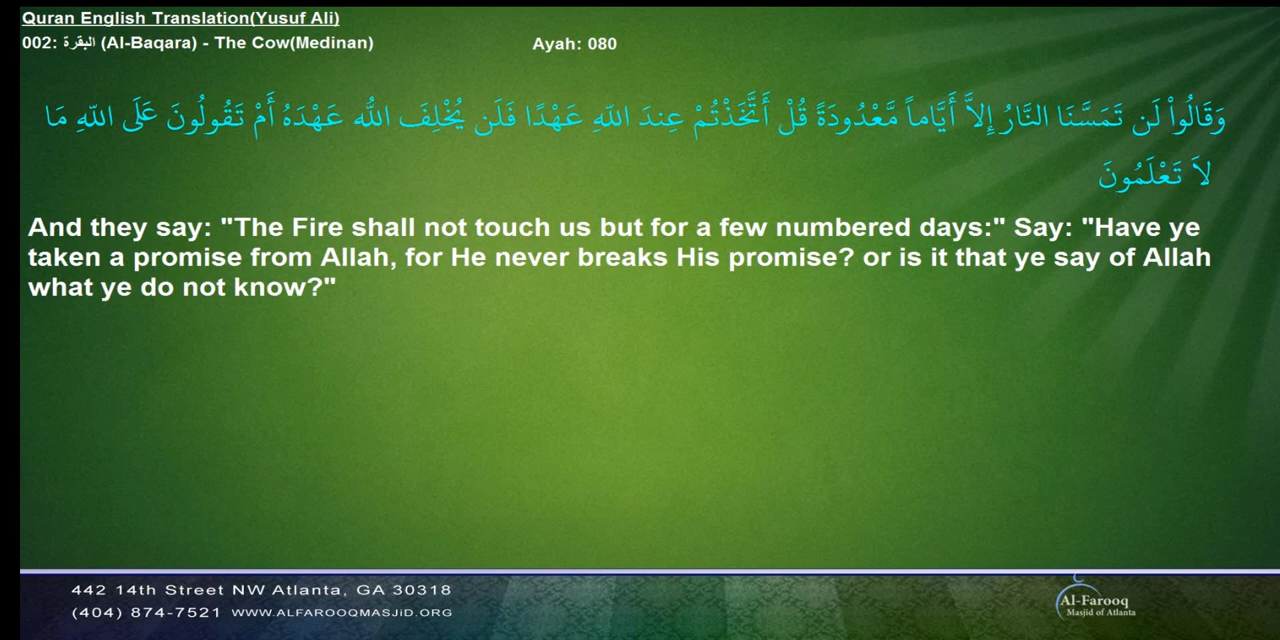 Quran English Translation(Yusuf Ali)
002: البقرة (Al-Baqara) - The Cow(Medinan) Ayah: 080
وَقَالُواْ لَن تَمَسَّنَا النَّارُ إِلاَّ أَيَّاماً مَّعْدُودَةً قُلْ أَتَّخَذْتُمْ عِندَ اللّهِ عَهْدًا فَلَن يُخْلِفَ اللّهُ عَهْدَهُ أَمْ تَقُولُونَ عَلَى اللّهِ مَا
لاَ تَعْلَمُونَ
And they say: "The Fire shall not touch us but for a few numbered days:" Say: "Have ye
taken a promise from Allah, for He never breaks His promise? or is it that ye say of Allah
what ye do not know?"
442 14th Street NW Atlanta, GA 30318
(404) 874-7521 WWW.ALFAROOQMASJiD.ORG
Al-Farooq
Masjid of Atlanta